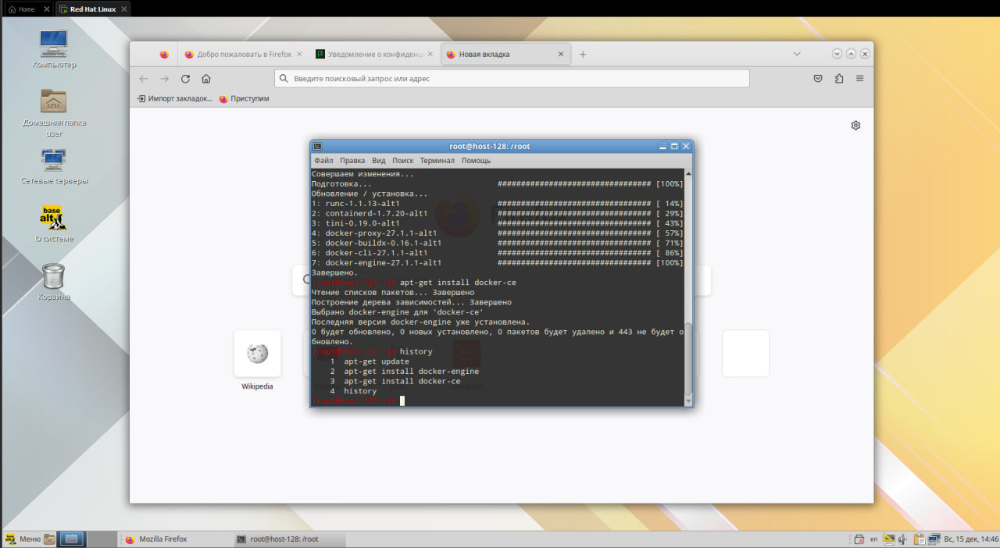 Home
Red Hat Linux
Компьютер
Домашняя папка
user
Сетевые серверы
base
alt
О системе
Корзина
Добро пожаловать в Firefox
Уведомление о конфиденц
Новая вкладка
Введите поисковый запрос или адрес
Импорт закладок...
Приступим
root@host-128: /root
Файл Правка Вид Поиск Терминал Помощь
Совершаем изменения...
Подготовка... ################################# [100%]
Обновление / установка...
1: runc-1.1.13-alt1 ################################# [ 14%]
2: containerd-1.7.20-alt1 ################################# [ 29%]
3: tini-0.19.0-alt1 ################################# [ 43%]
4: docker-proxy-27.1.1-alt1 ################################# [ 57%]
5: docker-buildx-0.16.1-alt1 ################################# [ 71%]
6: docker-cli-27.1.1-alt1 ################################# [ 86%]
7: docker-engine-27.1.1-alt1 ################################# [100%]
Завершено.
[root@host-128 ~]# apt-get install docker-ce
Чтение списков пакетов... Завершено
Построение дерева зависимостей... Завершено
Выбрано docker-engine для 'docker-ce'
Последняя версия docker-engine уже установлена.
0 будет обновлено, 0 новых установлено, 0 пакетов будет удалено и 443 не будет о
бновлено.
[root@host-128 ~]# history
1 apt-get update
2 apt-get install docker-engine
3 apt-get install docker-ce
4 history
[root@host-128 ~]#
Wikipedia
Меню
Mozilla Firefox
root@host-128: /root
en
Вс, 15 дек, 14:46